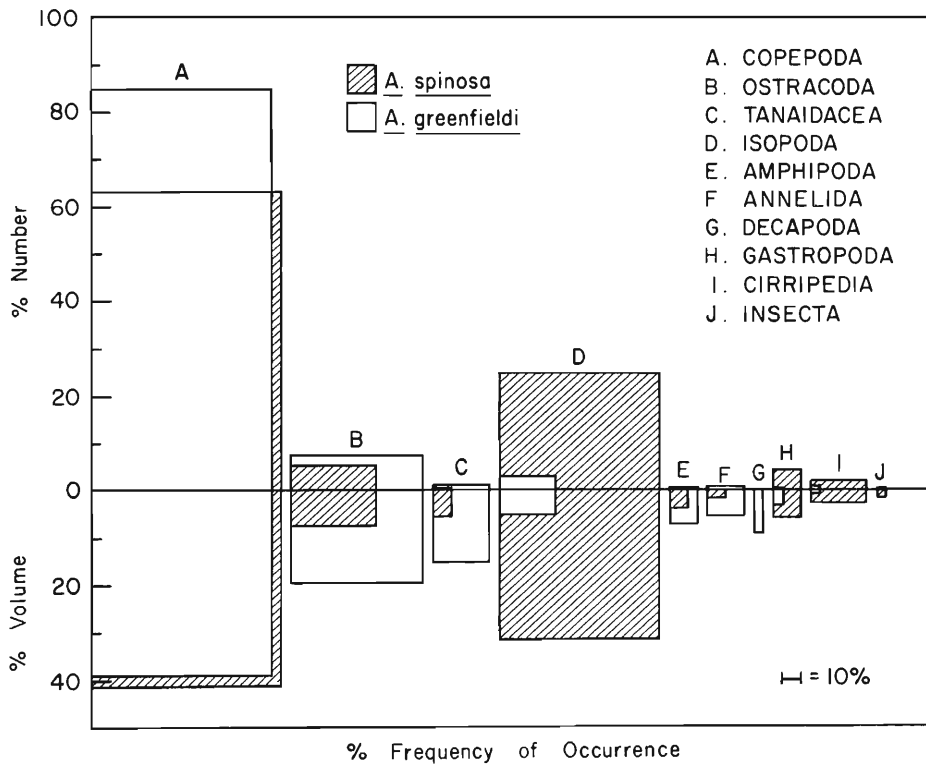 100
80
60
40
20
0
20
40
% Number
% Volume
A
B
C
D
E
F
G
H
I
J
A. spinosa
A. greenfieldi
A. COPEPODA
B. OSTRACODA
C. TANAIDACEA
D. ISOPODA
E. AMPHIPODA
F. ANNELIDA
G. DECAPODA
H. GASTROPODA
I. CIRRIPEDIA
J. INSECTA
= 10%
% Frequency of Occurrence